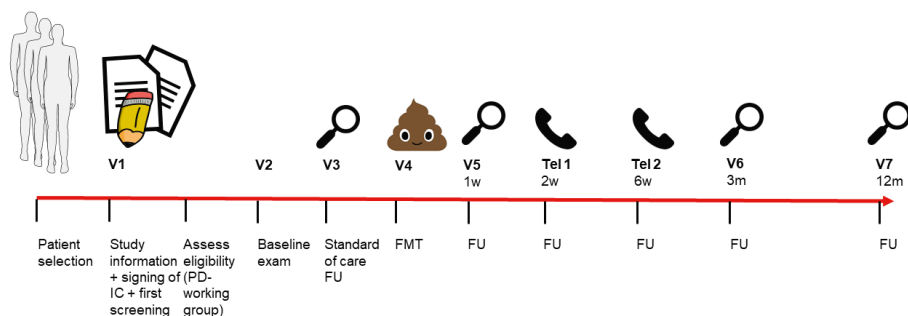 V1
V2
V3
V4
V5
Tel 1
Tel 2
V6
V7
1w
2w
6w
3m
12m
Patient
selection
Study
information
+ signing of
IC + first
screening
Assess
eligibility
(PD-
working
group)
Baseline
exam
Standard
of care
FU
FMT
FU
FU
FU
FU
FU